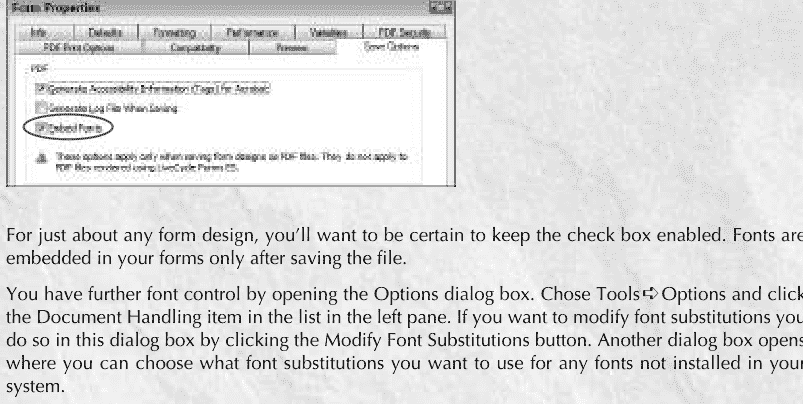 Form Properties
Info Defaults Formatting Performance Variables PDF Security
PDF Print Options Compatibility Preview Save Options
PDF
Generate Accessibility Information (Tags) for Acrobat
Generate Log File When Saving
Embed Fonts
These options apply only when saving form designs as PDF files. They do not apply to
PDF files rendered using LiveCycle Forms ES.
For just about any form design, you’ll want to be certain to keep the check box enabled. Fonts are
embedded in your forms only after saving the file.
You have further font control by opening the Options dialog box. Chose Tools➪Options and click
the Document Handling item in the list in the left pane. If you want to modify font substitutions you
do so in this dialog box by clicking the Modify Font Substitutions button. Another dialog box opens
where you can choose what font substitutions you want to use for any fonts not installed in your
system.